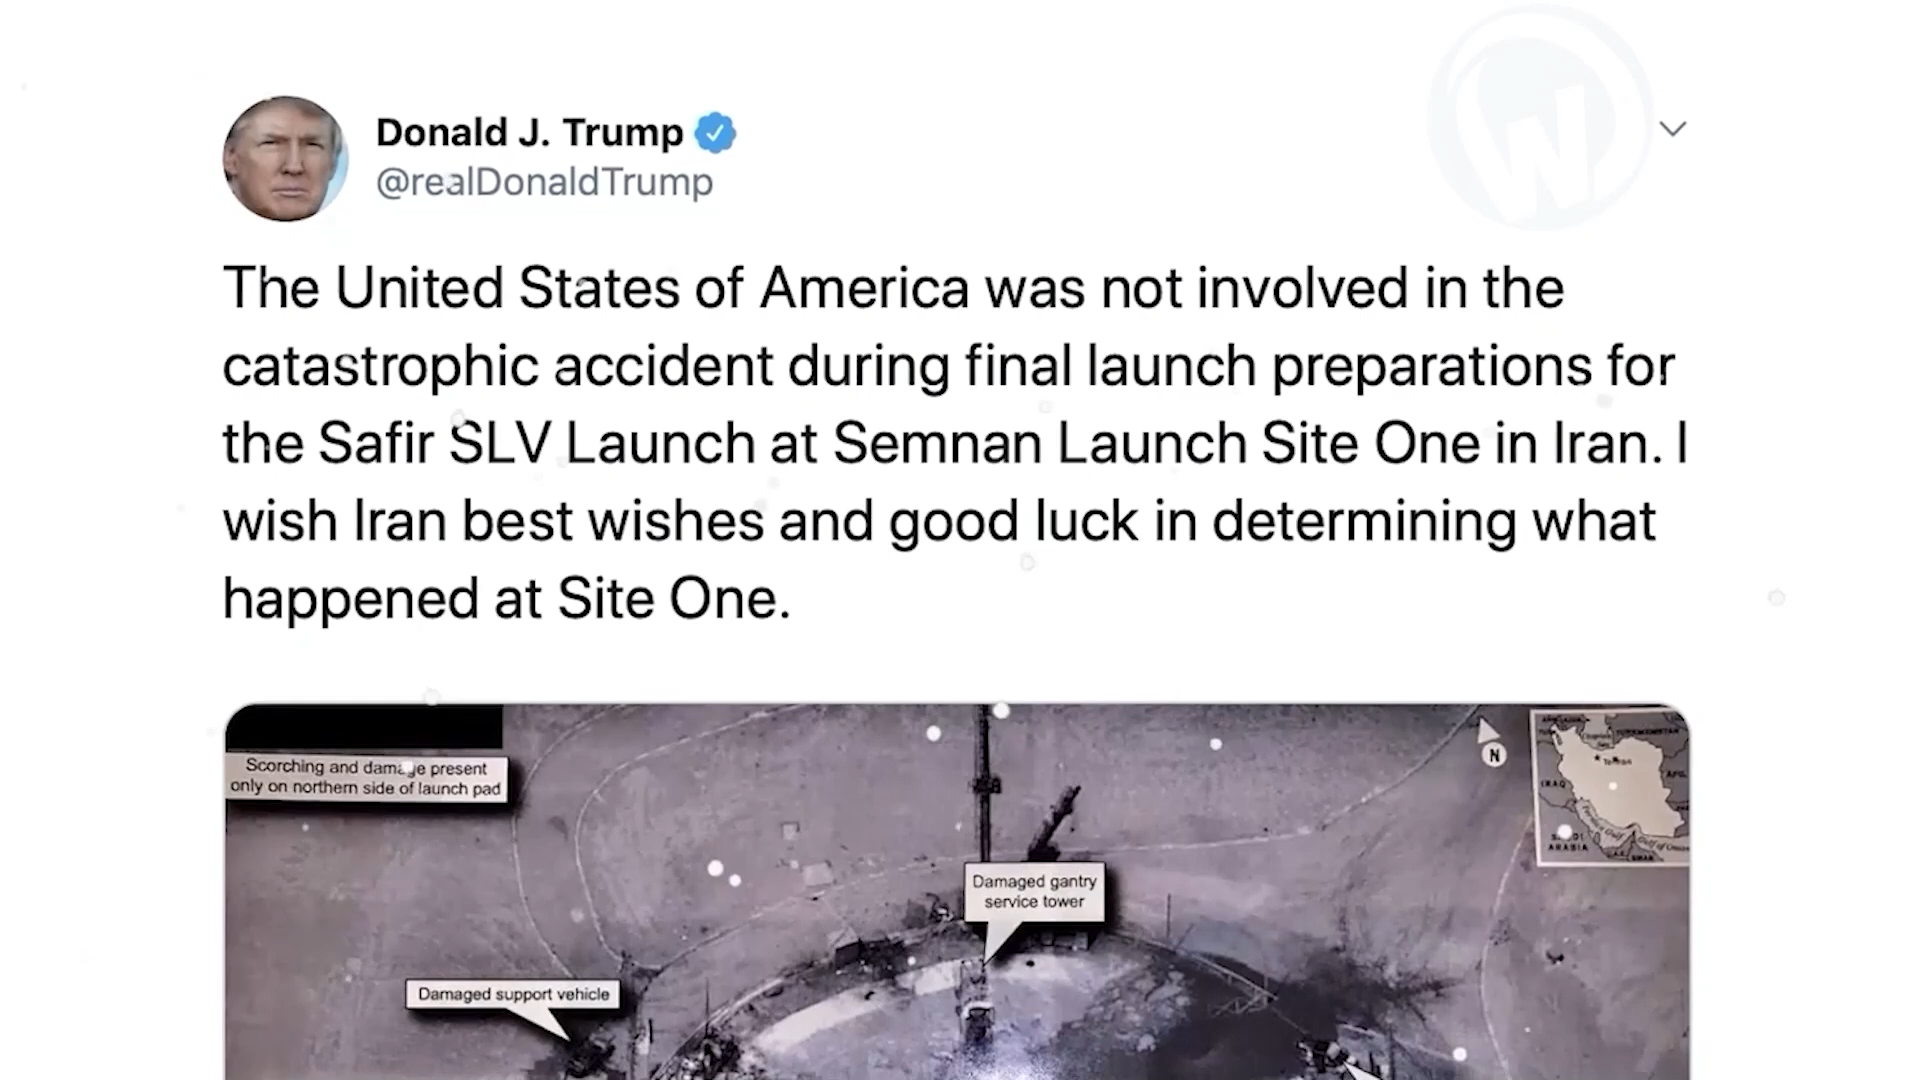 Donald J. Trump
@realDonaldTrump
The United States of America was not involved in the
catastrophic accident during final launch preparations for
the Safir SLV Launch at Semnan Launch Site One in Iran. I
wish Iran best wishes and good luck in determining what
happened at Site One.
Scorching and damage present
only on northern side of launch pad
N
Tehran
IRAQ
ARABIA
Damaged gantry
service tower
Damaged support vehicle
W